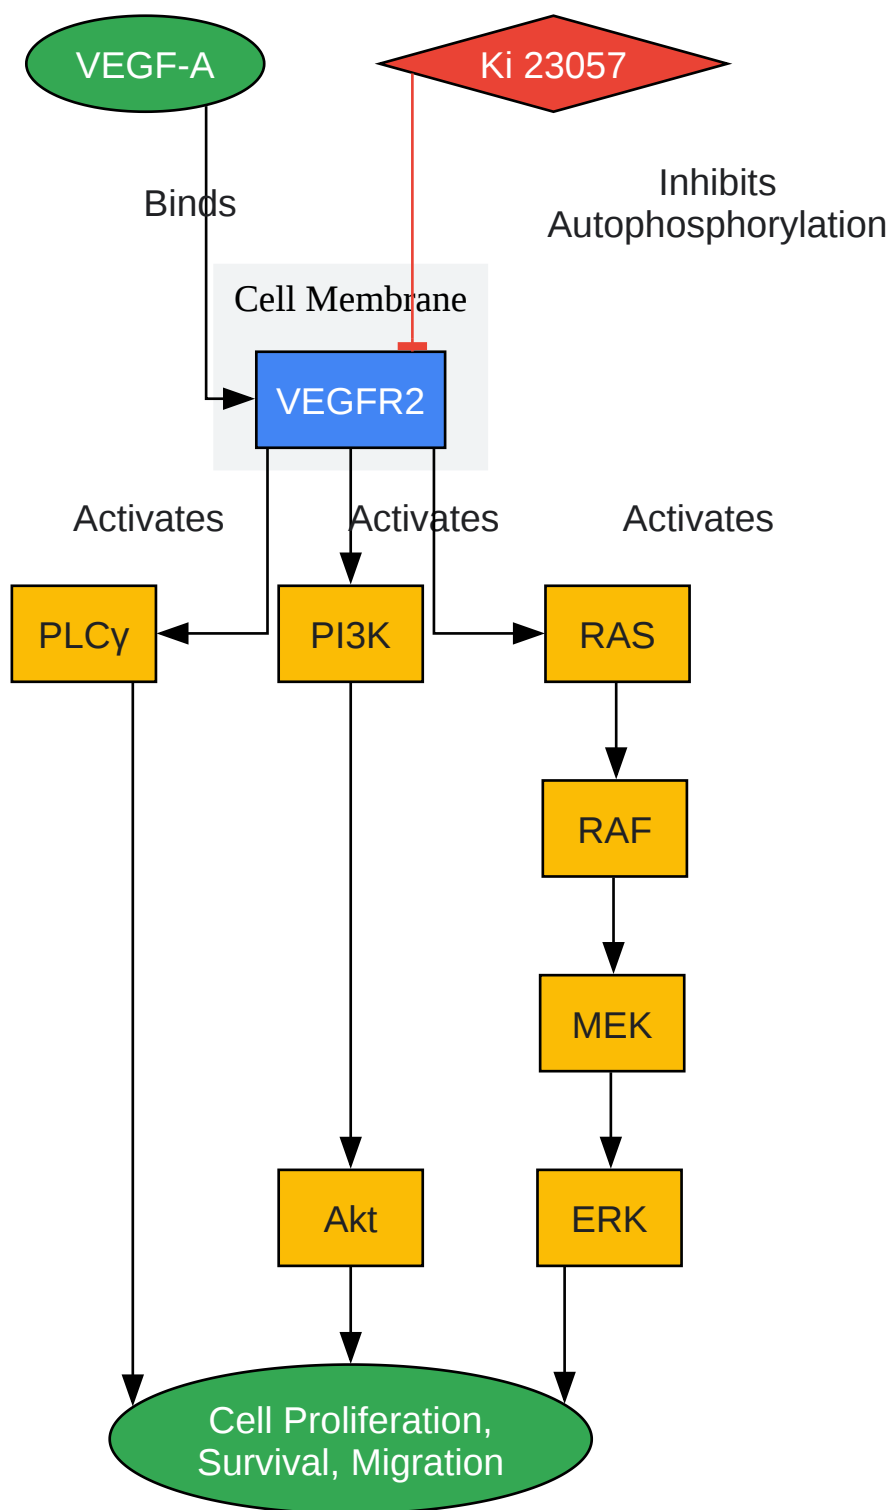 VEGF-A
Ki 23057
Binds
Inhibits
Autophosphorylation
Cell Membrane
VEGFR2
Activates
Activates
Activates
PLCγ
PI3K
RAS
RAF
MEK
Akt
ERK
Cell Proliferation,
Survival, Migration